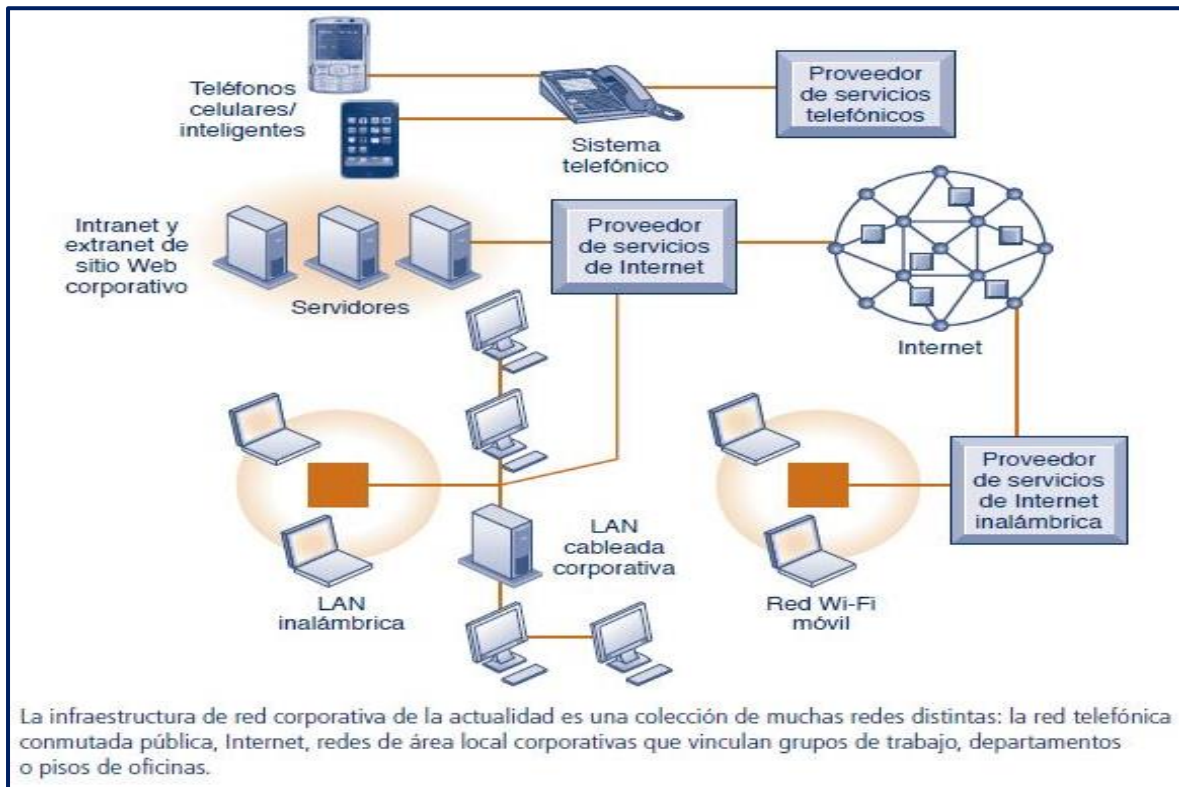 Teléfonos
celulares/
inteligentes
Sistema
telefónico
Proveedor
de servicios
telefónicos
Intranet y
extranet de
sitio Web
corporativo
Servidores
Proveedor
de servicios
de Internet
Internet
LAN
inalámbrica
LAN
cableada
corporativa
Red Wi-Fi
móvil
Proveedor
de servicios
de Internet
inalámbrica
La infraestructura de red corporativa de la actualidad es una colección de muchas redes distintas: la red telefónica
conmutada pública, Internet, redes de área local corporativas que vinculan grupos de trabajo, departamentos
o pisos de oficinas.